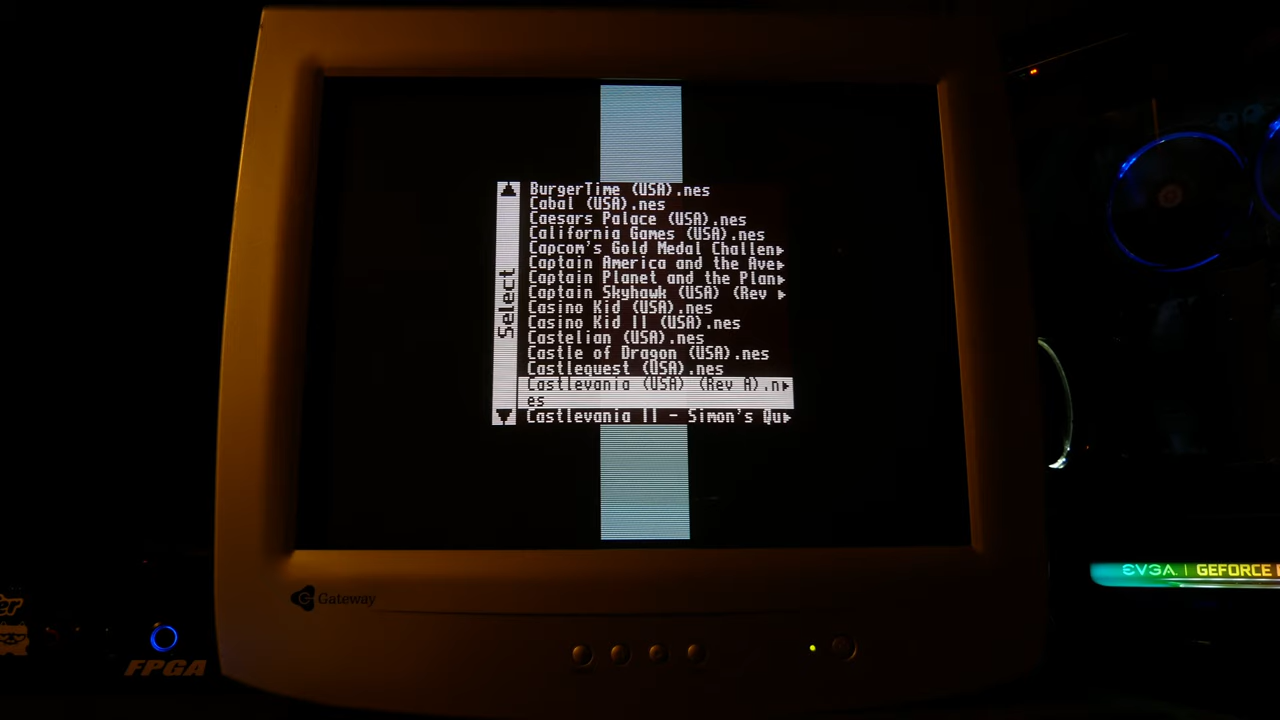 BurgerTime (USA).nes
Cabal (USA).nes
Caesars Palace (USA).nes
California Games (USA).nes
Capcom's Gold Medal Challen
Captain America and the Ave
Captain Planet and the Plan
Captain Skyhawk (USA) (Rev
Casino Kid (USA).nes
Casino Kid II (USA).nes
Castelian (USA).nes
Castle of Dragon (USA).nes
Castlequest (USA).nes
Castlevania (USA) (Rev A).n
es
Castlevania II - Simon's Qu
Select
EVGA | GEFORCE
Gateway
FPGA